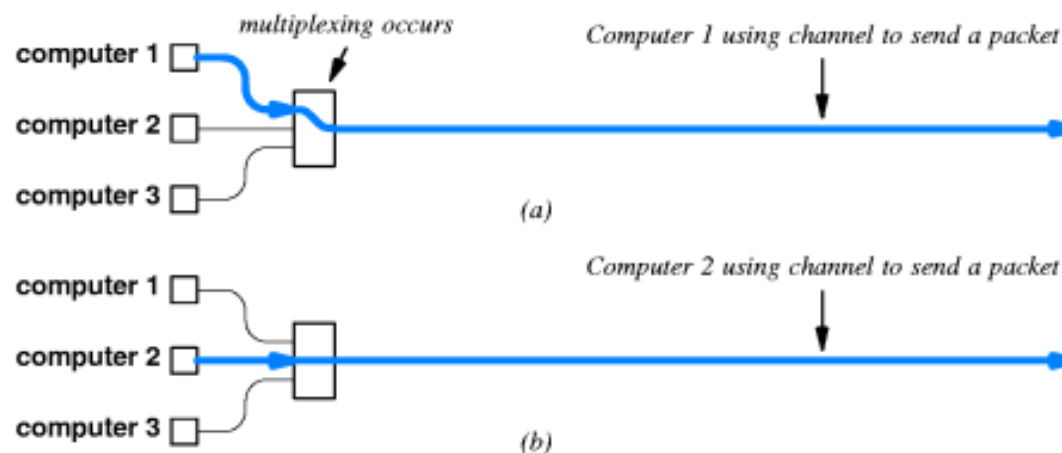 multiplexing occurs
Computer 1 using channel to send a packet
computer 1
computer 2
computer 3
(a)
Computer 2 using channel to send a packet
computer 1
computer 2
computer 3
(b)